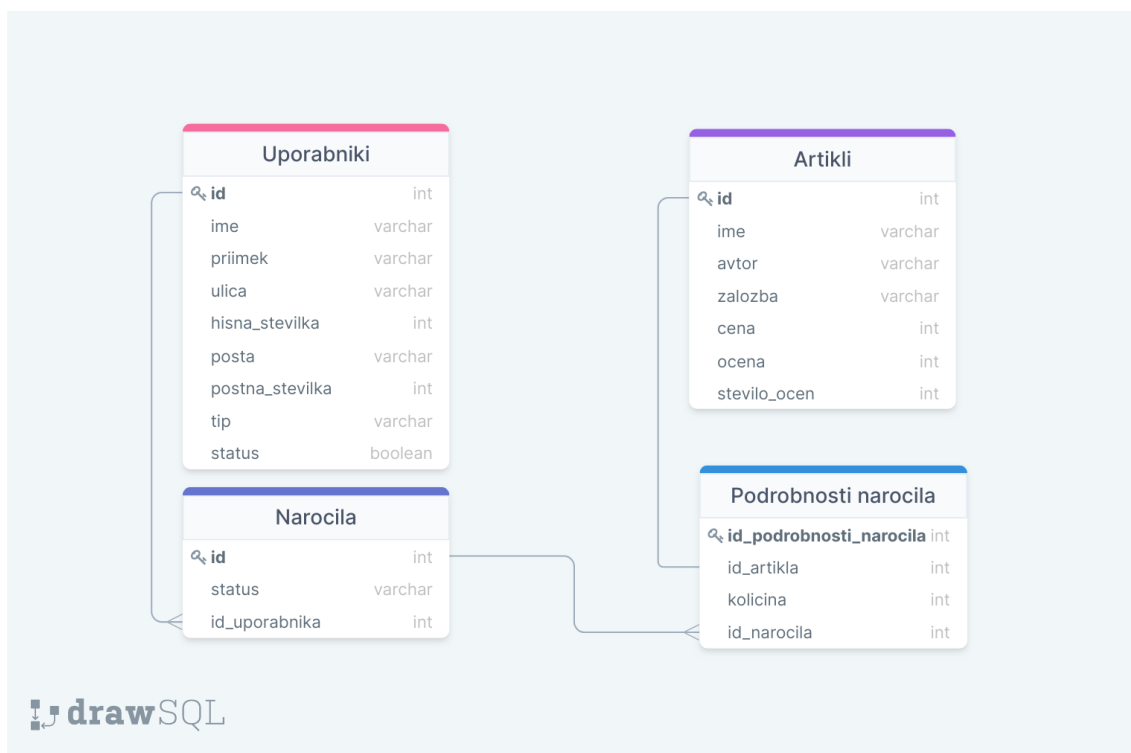 Uporabniki
id int
ime varchar
priimek varchar
ulica varchar
hisna_stevilka int
posta varchar
postna_stevilka int
tip varchar
status boolean
Narocila
id int
status varchar
id_uporabnika int
Artikli
id int
ime varchar
avtor varchar
zalozba varchar
cena int
ocena int
stevilo_ocen int
Podrobnosti narocila
id_podrobnosti_narocila int
id_artikla int
kolicina int
id_narocila int
drawSQL